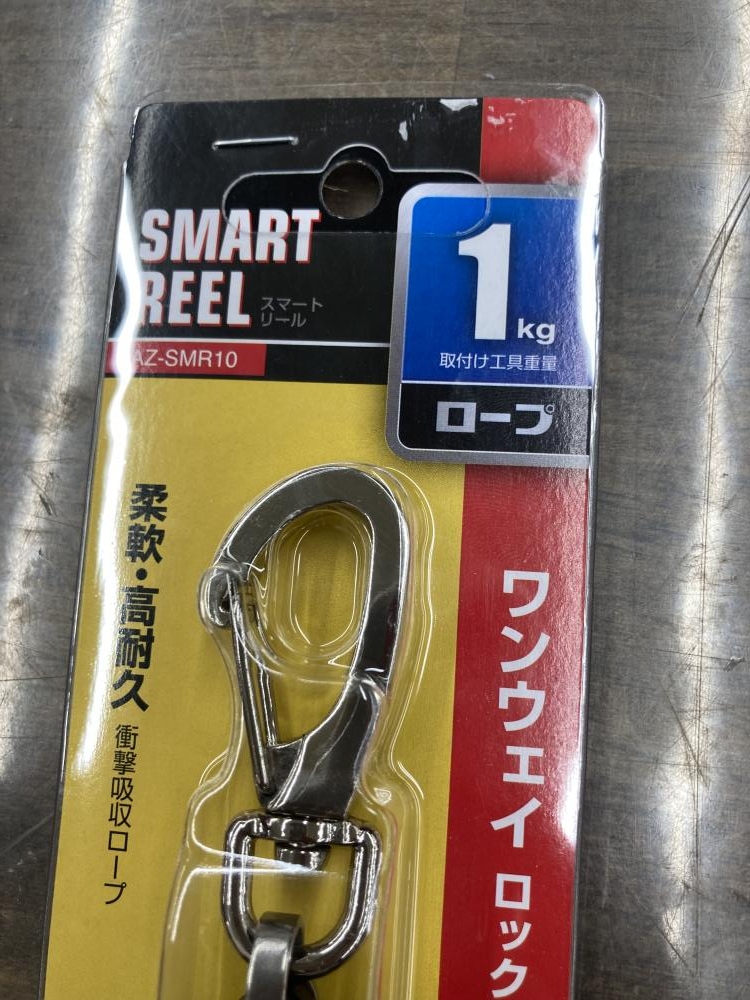 SMART
REEL
スマート
リール
AZ-SMR10
1kg
取付け工具重量
ロープ
柔軟・高耐久
衝撃吸収ロープ
ワンウェイロック